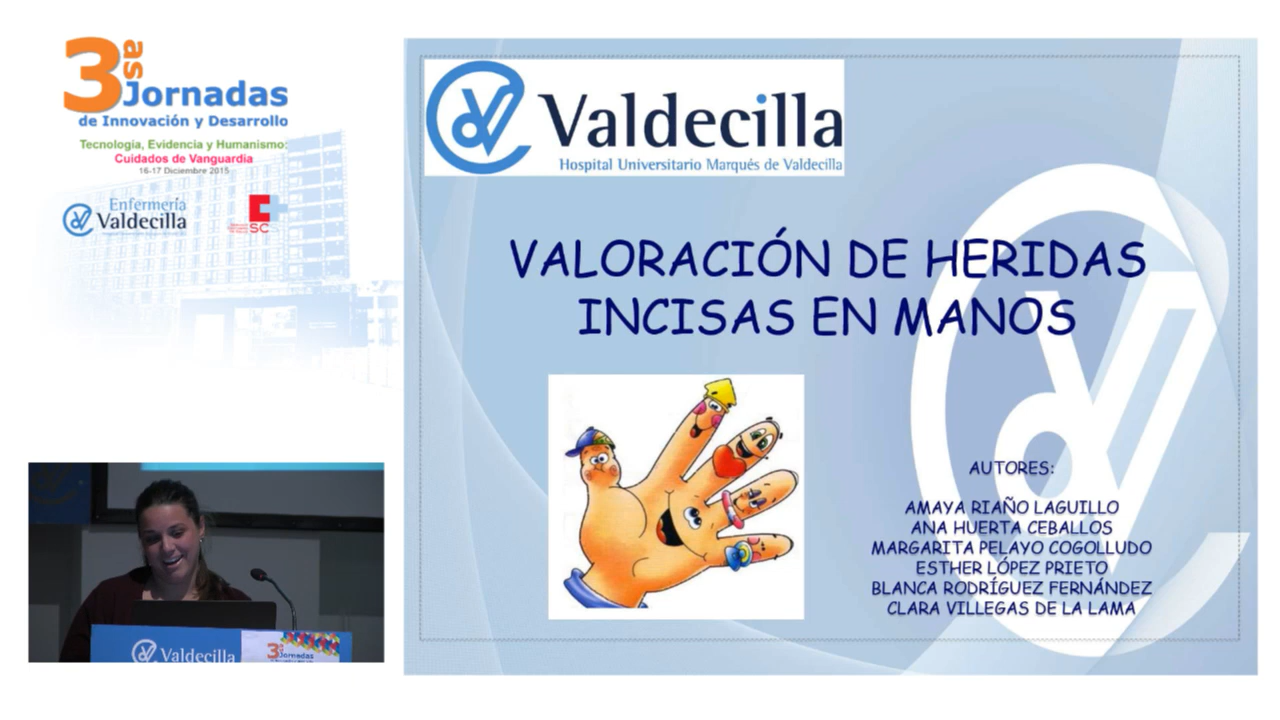 3as Jornadas
de Innovación y Desarrollo
Tecnología, Evidencia y Humanismo:
Cuidados de Vanguardia
16-17 Diciembre 2015
Enfermería
Valdecilla
SC
Valdecilla
Hospital Universitario Marqués de Valdecilla
VALORACIÓN DE HERIDAS
INCISAS EN MANOS
AUTORES:
AMAYA RIAÑO LAGUILLO
ANA HUERTA CEBALLOS
MARGARITA PELAYO COGOLLUDO
ESTHER LÓPEZ PRIETO
BLANCA RODRÍGUEZ FERNÁNDEZ
CLARA VILLEGAS DE LA LAMA
Valdecilla
3as Jornadas